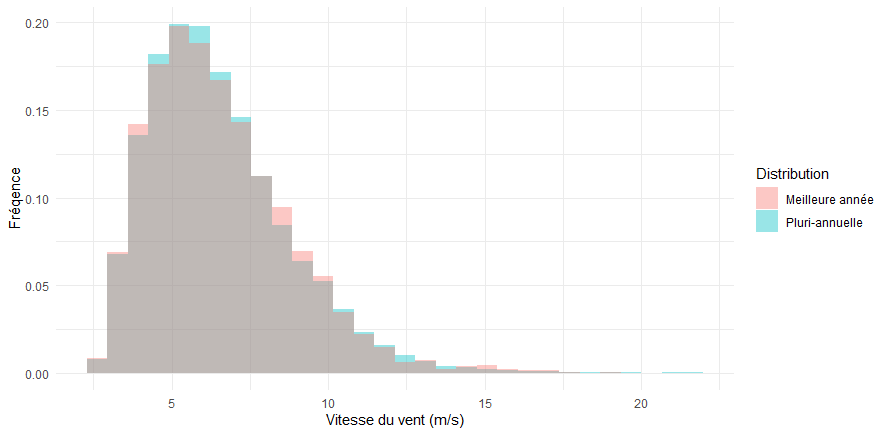 0.20
0.15
0.10
0.05
0.00
Fréqence
5
10
15
20
Vitesse du vent (m/s)
Distribution
Meilleure année
Pluri-annuelle